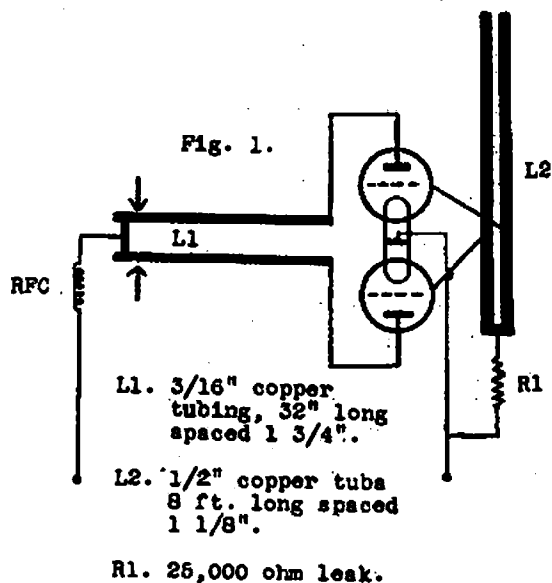 Fig. 1.
L2
L1
RFC
R1
L1. 3/16" copper
tubing, 32" long
spaced 1 3/4".
L2. 1/2" copper tube
8 ft. long spaced
1 1/8".
R1. 25,000 ohm leak.